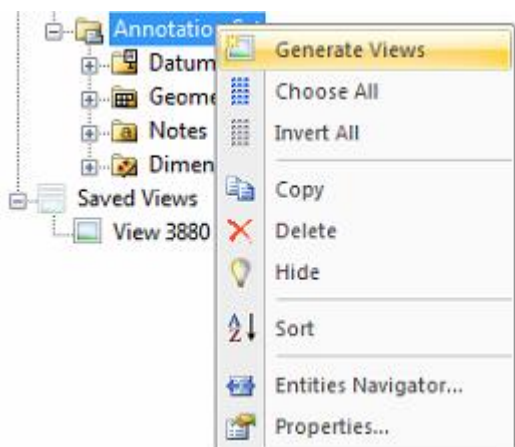 Annotation Set
Generate Views
Datum
Choose All
Geome
Invert All
Notes
Dimen
Copy
Saved Views
View 3880
Delete
Hide
Sort
Entities Navigator...
Properties...